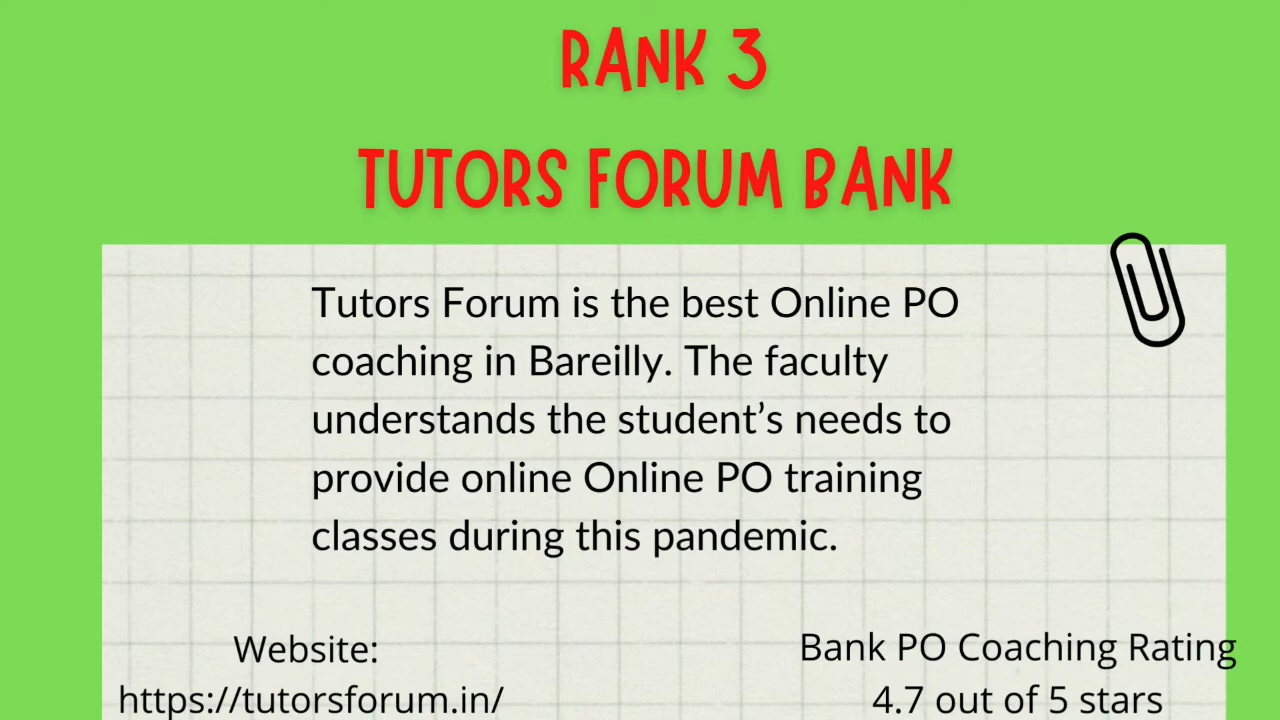 RANK 3
TUTORS FORUM BANK
Tutors Forum is the best Online PO
coaching in Bareilly. The faculty
understands the student’s needs to
provide online Online PO training
classes during this pandemic.
Website:
https://tutorsforum.in/
Bank PO Coaching Rating
4.7 out of 5 stars